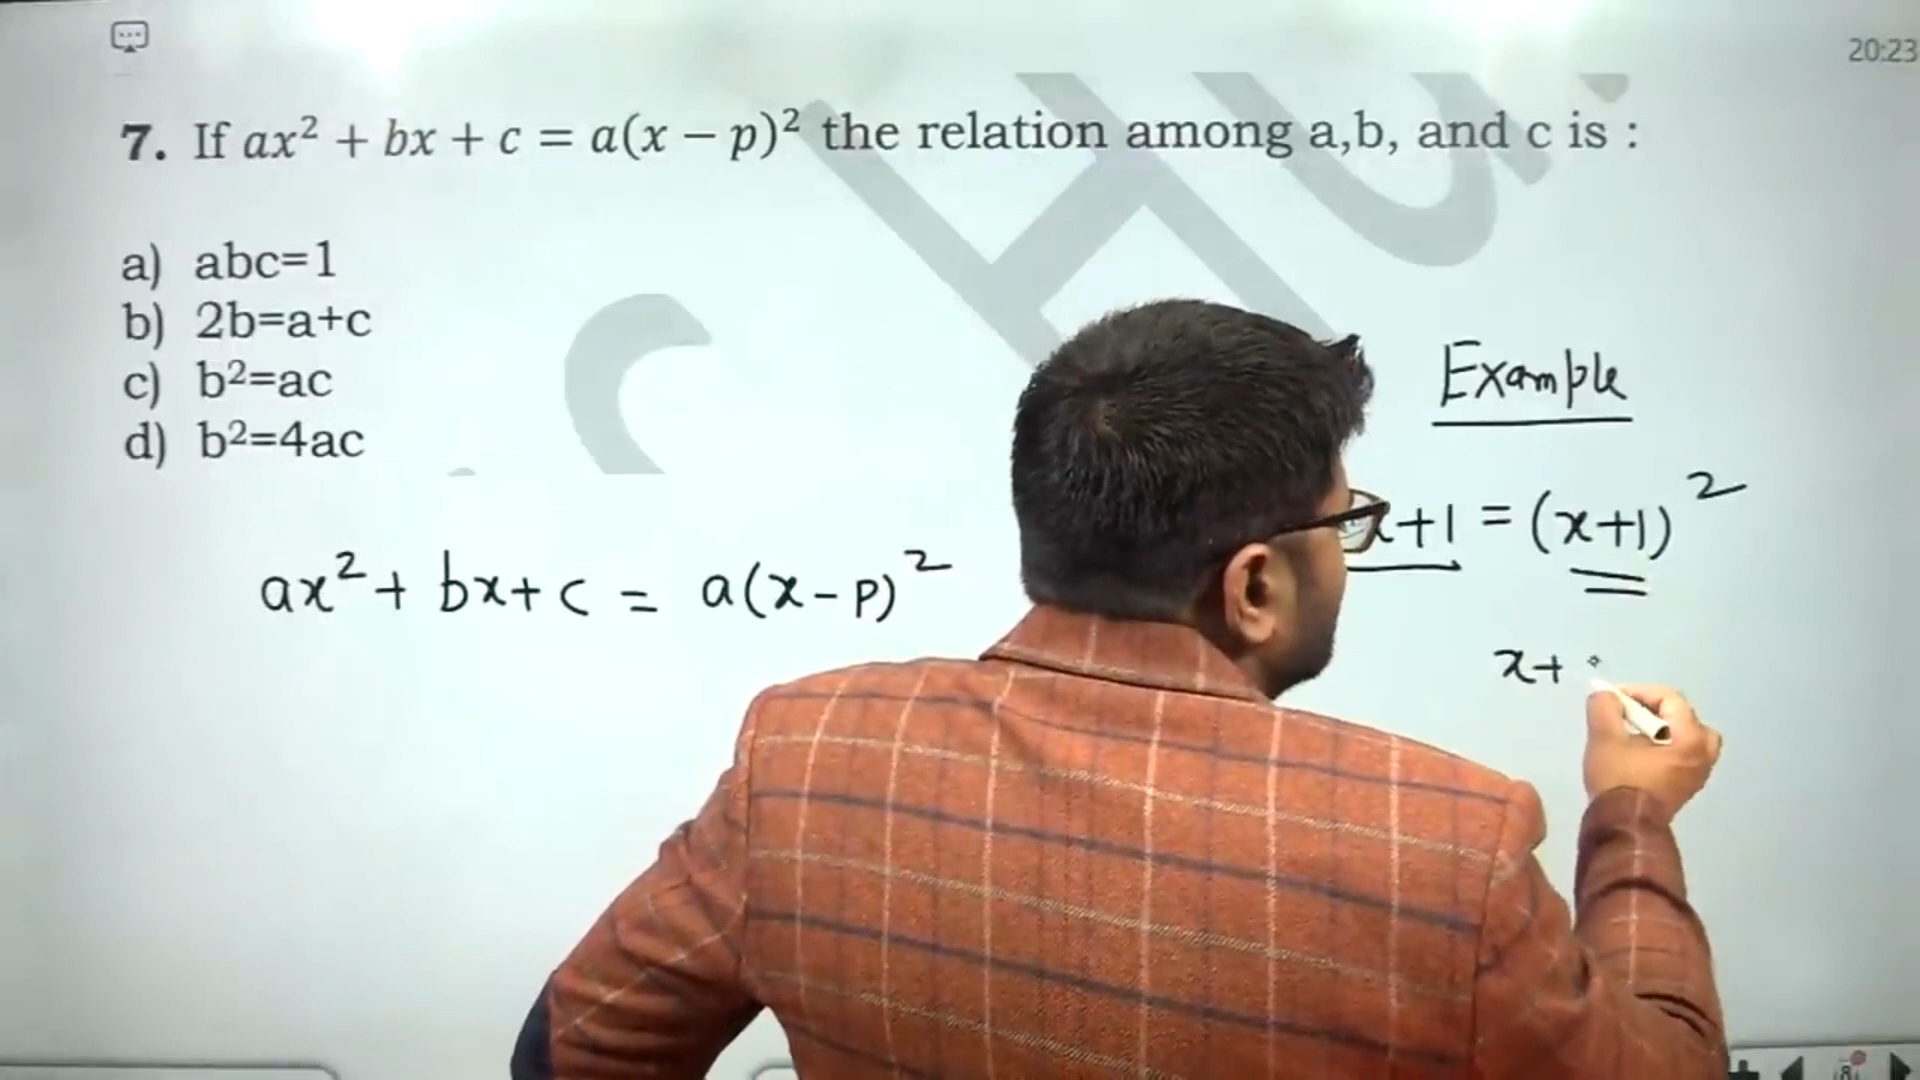 20:23
7. If ax² + bx + c = a(x − p)² the relation among a,b, and c is :
a) abc=1
b) 2b=a+c
c) b²=ac
d) b²=4ac
Example
x+1 = (x+1)²
ax² + bx + c = a(x − p)²
x+